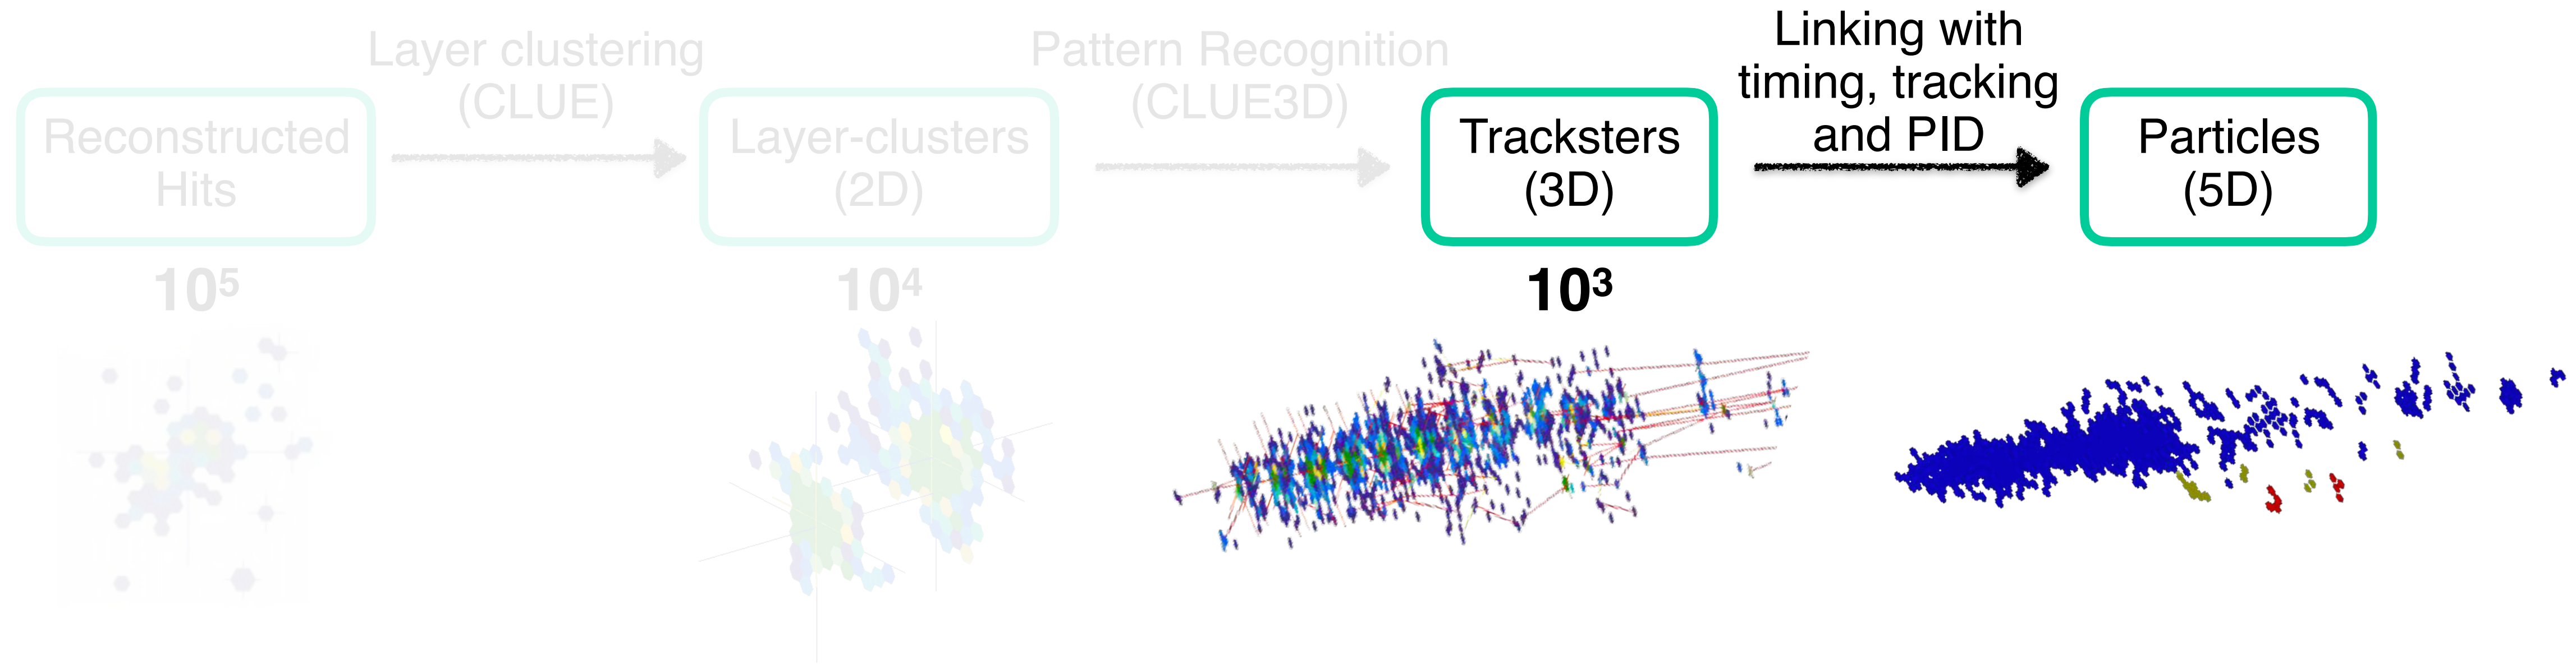 Layer clustering
(CLUE)
Pattern Recognition
(CLUE3D)
Linking with
timing, tracking
and PID
Reconstructed
Hits
Layer-clusters
(2D)
Tracksters
(3D)
Particles
(5D)
10⁵
10⁴
10³